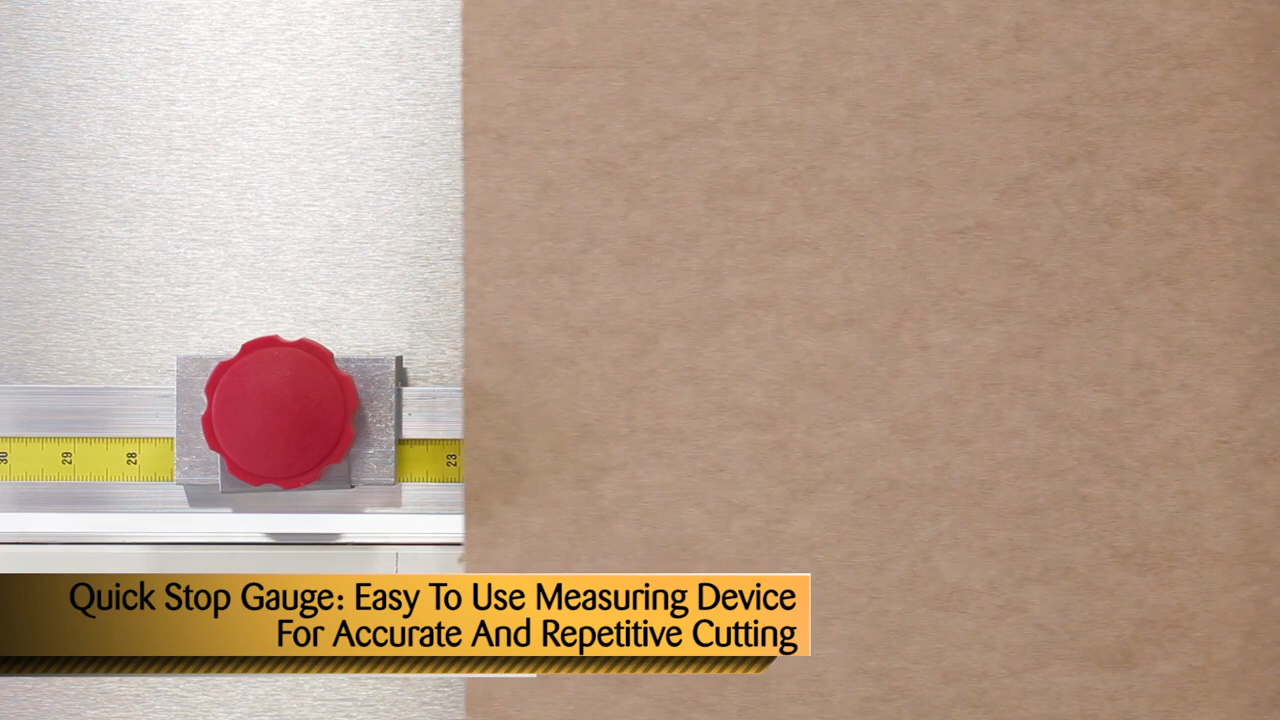 30
29
28
23
Quick Stop Gauge: Easy To Use Measuring Device
For Accurate And Repetitive Cutting